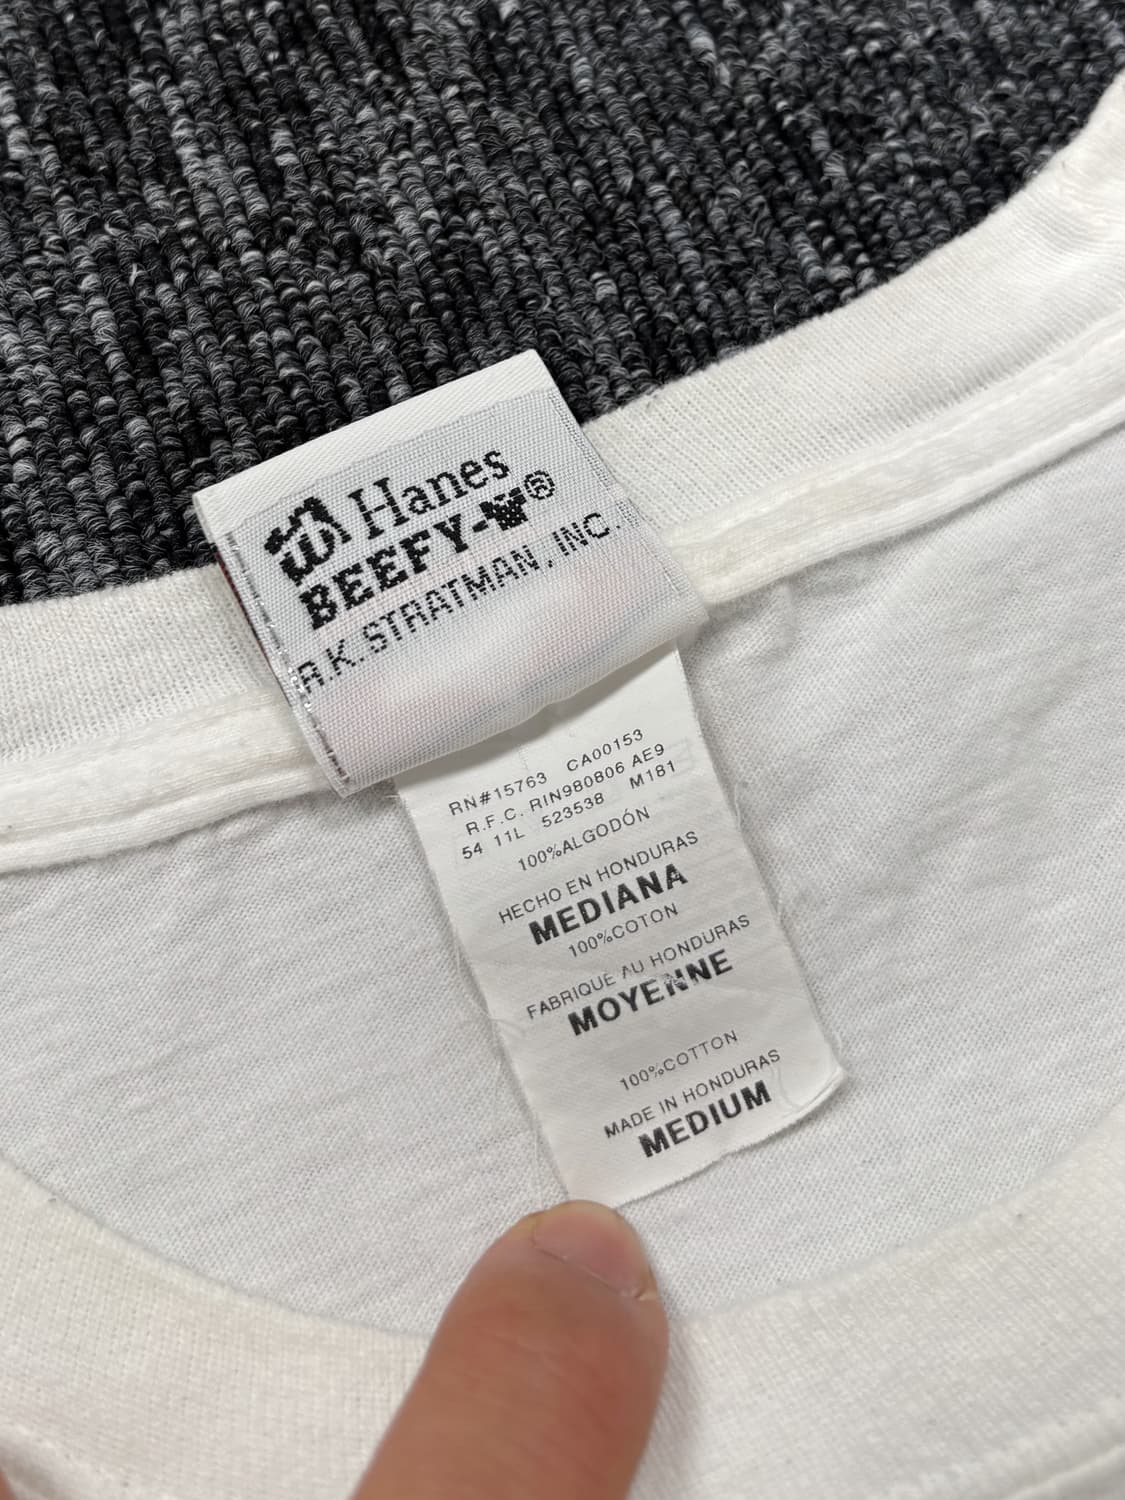 Hanes
BEEFY-T®
R.K. STRATMAN, INC.
RN#15763 CA00153
R.F.C. RIN980806 AE9
54 11L 523538 M181
100%ALGODÓN
HECHO EN HONDURAS
MEDIANA
100%COTON
FABRIQUE AU HONDURAS
MOYENNE
100%COTTON
MADE IN HONDURAS
MEDIUM